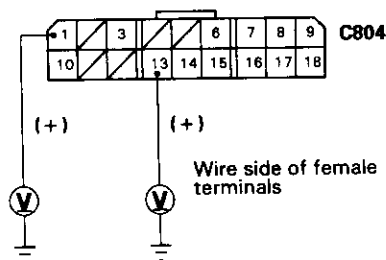 1 3 6 7 8 9 C804
10 13 14 15 16 17 18
(+) (+)
Wire side of female
terminals
V V